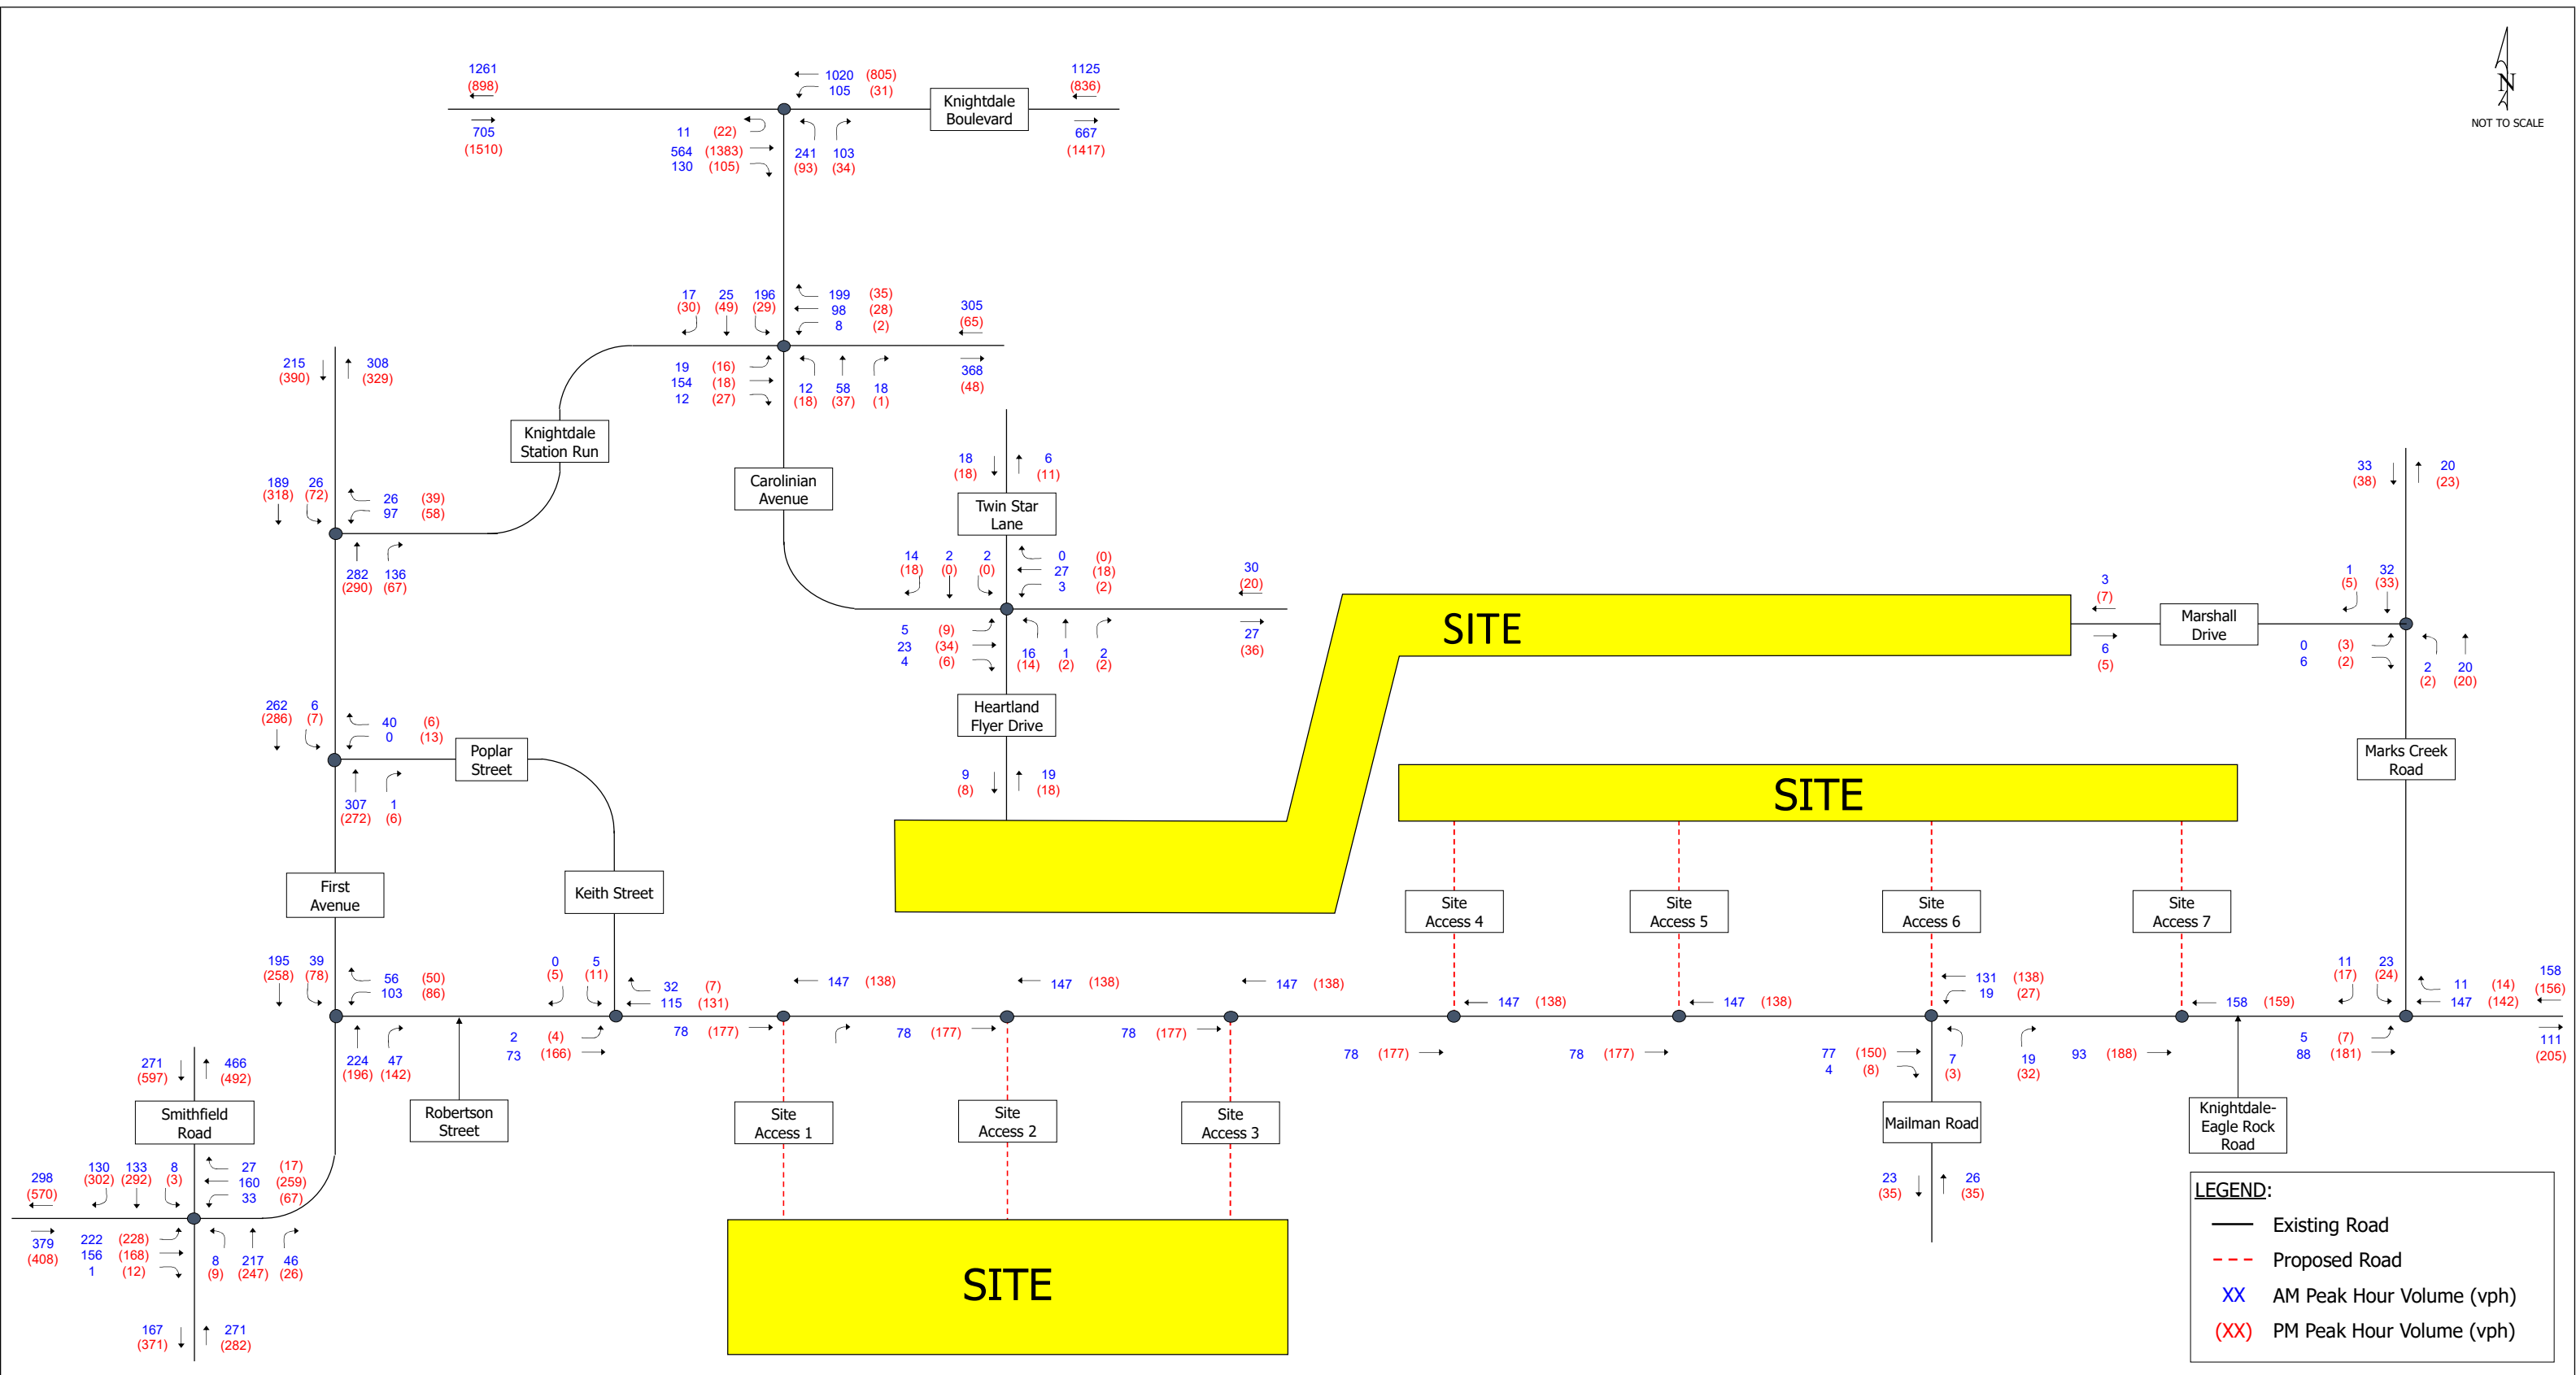 1261
(898)
705
(1510)
1020 (805)
105 (31)
Knightdale
Boulevard
1125
(836)
667
(1417)
11 (22)
564 (1383)
130 (105)
241 103
(93) (34)
N
NOT TO SCALE
17 25 196
(30) (49) (29)
199 (35)
98 (28)
8 (2)
305
(65)
368
(48)
19 (16)
154 (18)
12 (27)
12 58 18
(18) (37) (1)
215 308
(390) (329)
Knightdale
Station Run
Carolinian
Avenue
18 6
(18) (11)
Twin Star
Lane
33 20
(38) (23)
189 26
(318) (72)
26 (39)
97 (58)
282 136
(290) (67)
14 2 2
(18) (0) (0)
0 (0)
27 (18)
3 (2)
30
(20)
27
(36)
5 (9)
23 (34)
4 (6)
16 1 2
(14) (2) (2)
SITE
3
(7)
6
(5)
Marshall
Drive
1 32
(5) (33)
0 (3)
6 (2)
2 20
(2) (20)
262 6
(286) (7)
40 (6)
0 (13)
307 1
(272) (6)
Poplar
Street
Heartland
Flyer Drive
9 19
(8) (18)
SITE
Marks Creek
Road
First
Avenue
Keith Street
Site
Access 4
Site
Access 5
Site
Access 6
Site
Access 7
195 39
(258) (78)
56 (50)
103 (86)
224 47
(196) (142)
0 5
(5) (11)
32 (7)
115 (131)
2 (4)
73 (166)
147 (138)
78 (177)
147 (138)
78 (177)
147 (138)
78 (177)
147 (138)
78 (177)
147 (138)
78 (177)
131 (138)
19 (27)
77 (150)
4 (8)
7 19
(3) (32)
158 (159)
93 (188)
11 23
(17) (24)
11 (14)
147 (142)
158
(156)
5 (7)
88 (181)
111
(205)
271 466
(597) (492)
Smithfield
Road
Robertson
Street
Site
Access 1
Site
Access 2
Site
Access 3
Mailman Road
Knightdale-
Eagle Rock
Road
23 26
(35) (35)
298
(570)
379
(408)
130 133 8
(302) (292) (3)
27 (17)
160 (259)
33 (67)
222 (228)
156 (168)
1 (12)
8 217 46
(9) (247) (26)
167 271
(371) (282)
SITE
LEGEND:
Existing Road
Proposed Road
XX AM Peak Hour Volume (vph)
(XX) PM Peak Hour Volume (vph)